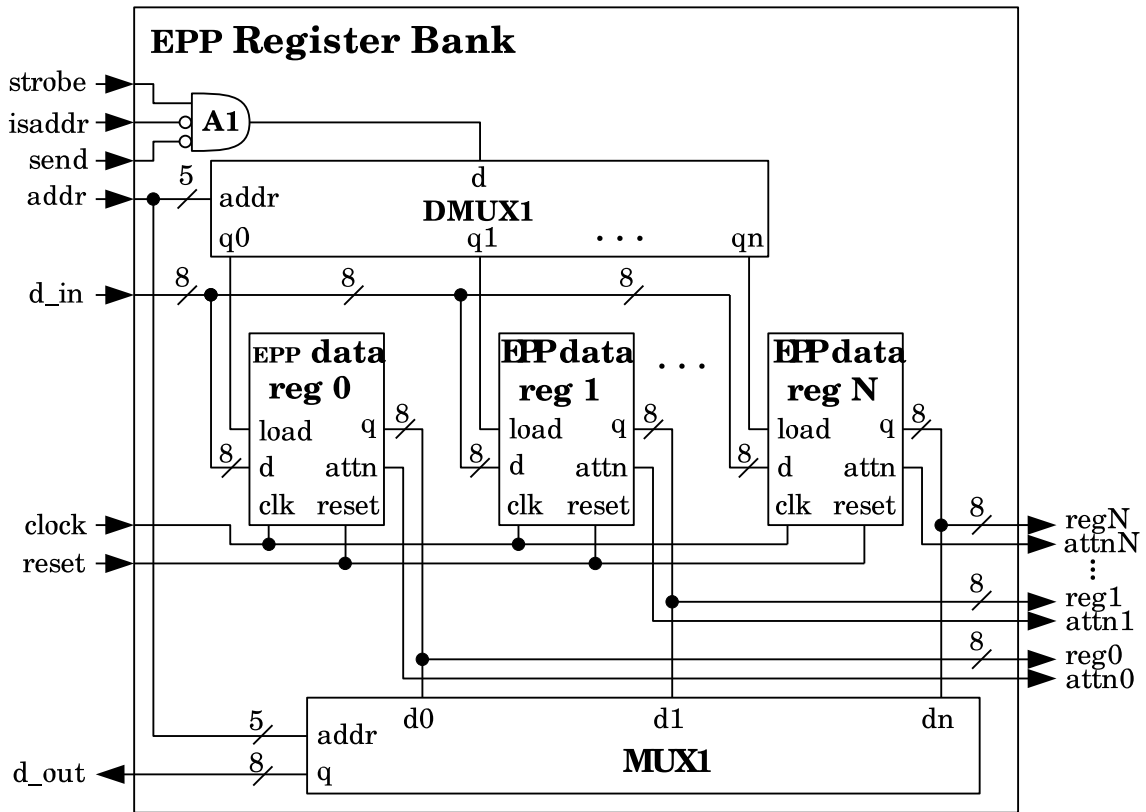 EPP Register Bank
strobe
isaddr
A1
send
addr
5
addr
d
DMUX1
q0
q1
. . .
qn
d_in
8
8
8
EPP data
reg 0
load
q
8
8
d
attn
clk
reset
EPP data
reg 1
. . .
load
q
8
8
d
attn
clk
reset
EPP data
reg N
load
q
8
8
d
attn
clk
reset
clock
reset
8
regN
attnN
8
reg1
attn1
8
reg0
attn0
d0
d1
dn
5
addr
MUX1
d_out
8
q